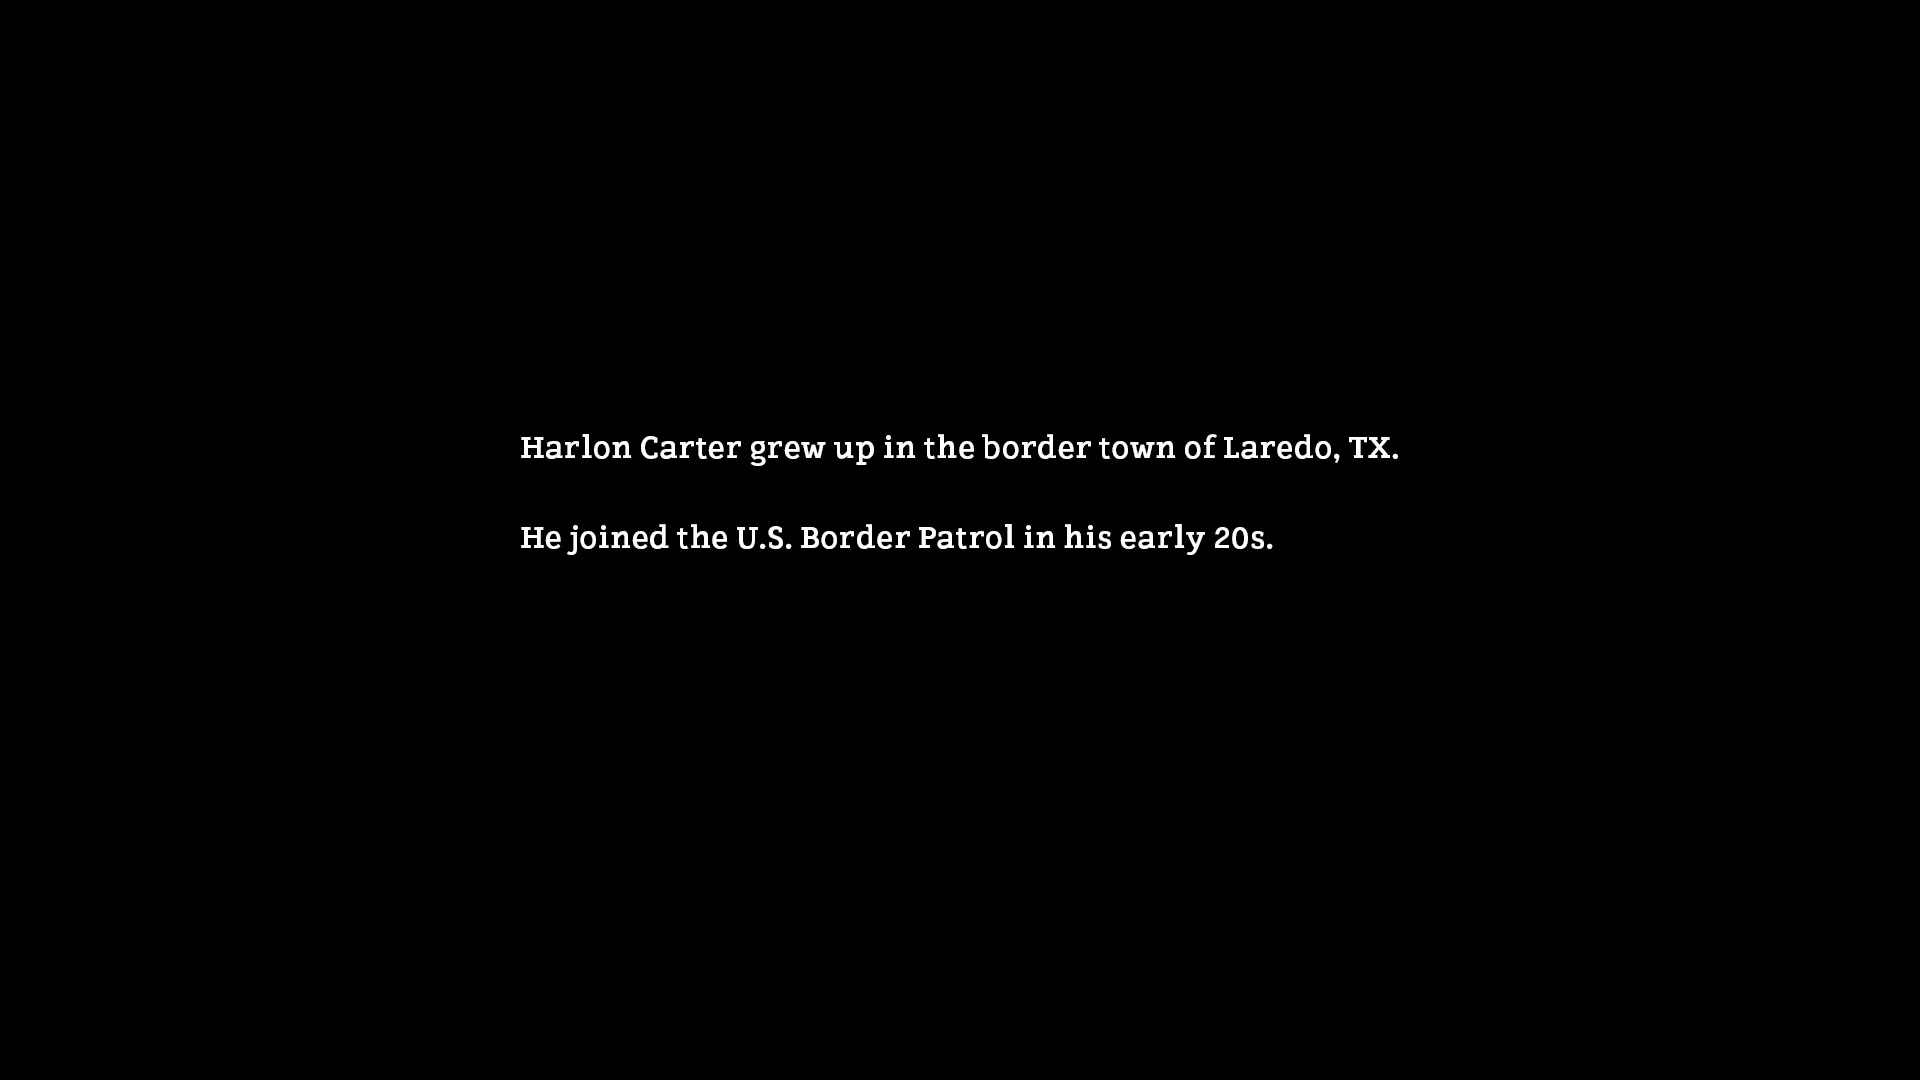 Harlon Carter grew up in the border town of Laredo, TX.
He joined the U.S. Border Patrol in his early 20s.